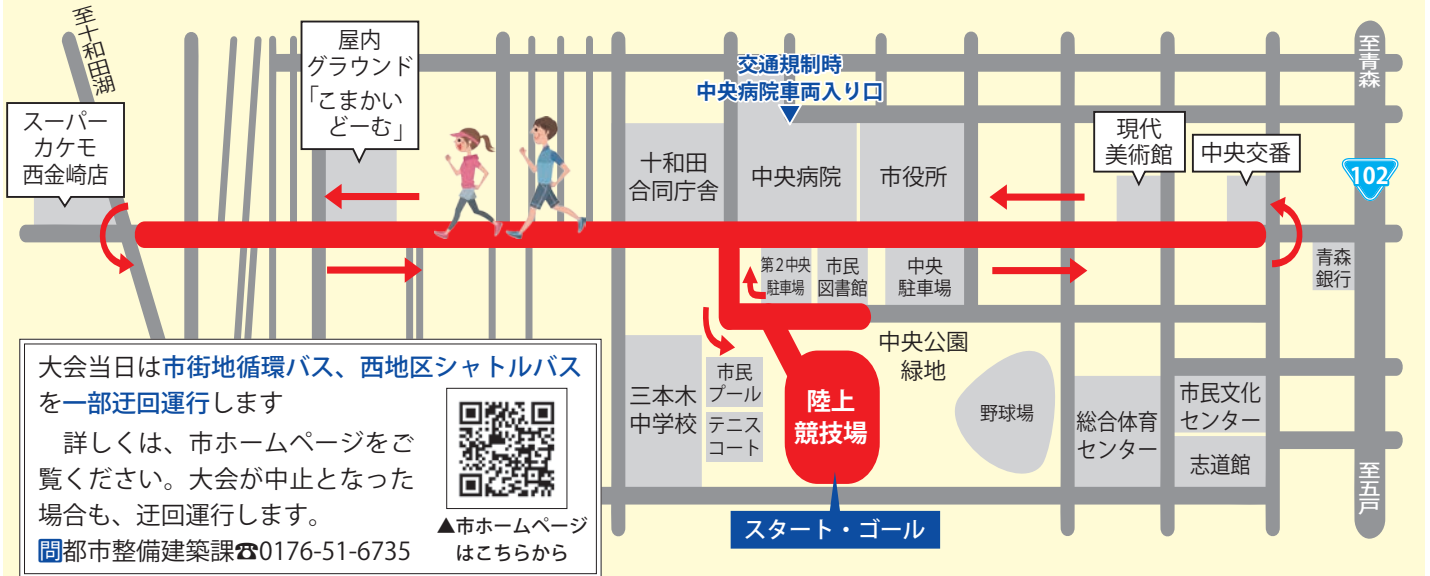 至十和田湖
屋内
グラウンド
「こまかい
どーむ」
スーパー
カケモ
西金崎店
交通規制時
中央病院車両入り口
至青森
十和田
合同庁舎
中央病院
市役所
現代
美術館
中央交番
102
第2中央
駐車場
市民
図書館
中央
駐車場
青森
銀行
中央公園
緑地
三本木
中学校
市民
プール
テニス
コート
陸上
競技場
野球場
総合体育
センター
市民文化
センター
志道館
至五戸
スタート・ゴール
大会当日は市街地循環バス、西地区シャトルバス
を一部迂回運行します
詳しくは、市ホームページをご
覧ください。大会が中止となった
場合も、迂回運行します。
問都市整備建築課☎0176-51-6735
▲市ホームページ
はこちらから